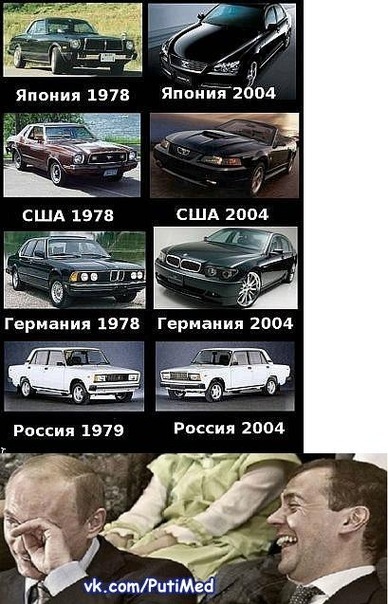 Япония 1978
Япония 2004
США 1978
США 2004
Германия 1978
Германия 2004
Россия 1979
Россия 2004
vk.com/PutiMed